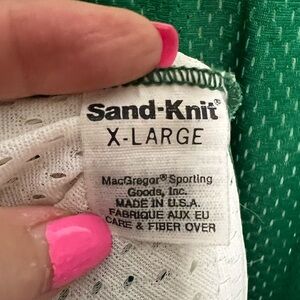 Sand-Knit®
X-LARGE
MacGregor® Sporting
Goods, Inc.
MADE IN U.S.A.
FABRIQUE AUX EU
CARE & FIBER OVER